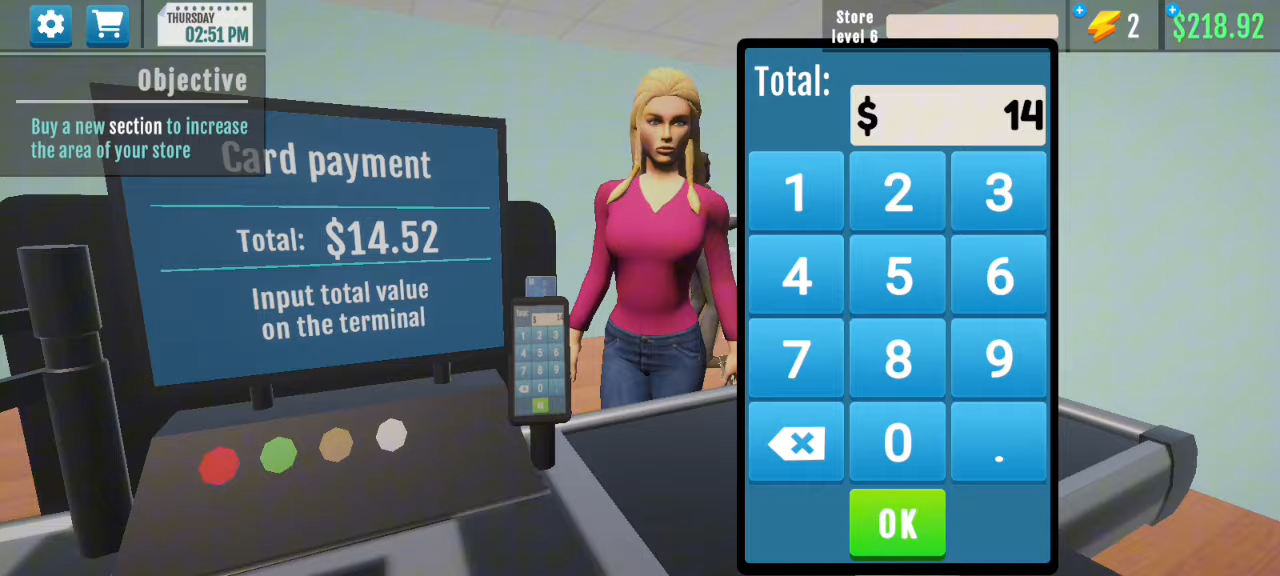 THURSDAY
02:51 PM
Store
level 6
2
$218.92
Objective
Buy a new section to increase
the area of your store
Card payment
Total: $14.52
Input total value
on the terminal
Total:
$ 14
1 2 3
4 5 6
7 8 9
0 .
OK